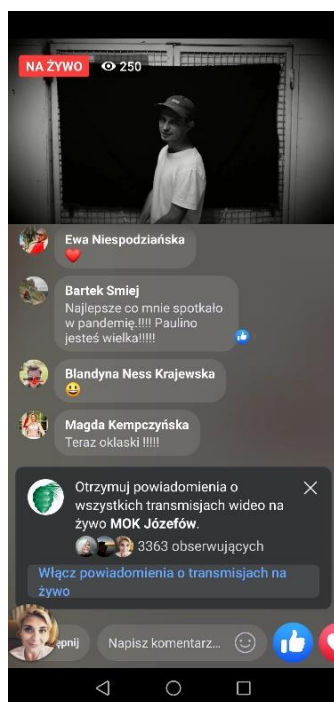 NA ŻYWO 250
Ewa Niespodziańska
Bartek Smiej
Najlepsze co mnie spotkało
w pandemię.!!!! Paulino
jesteś wielka!!!!!
Blandyna Ness Krajewska
Magda Kempczyńska
Teraz oklaski !!!!!
Otrzymuj powiadomienia o
wszystkich transmisjach wideo na
żywo MOK Józefów.
3363 obserwujących
Włącz powiadomienia o transmisjach na
żywo
ępnij Napisz komentarz...